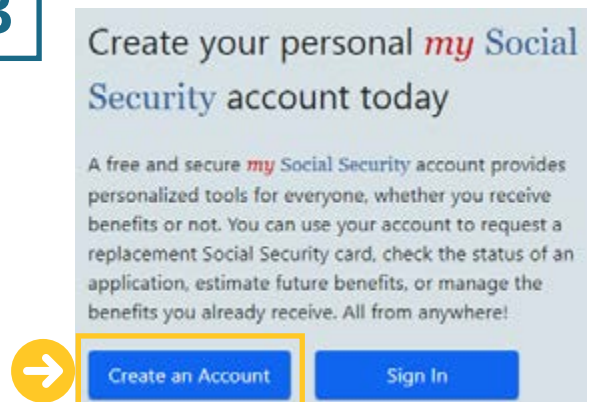 3
Create your personal my Social
Security account today
A free and secure my Social Security account provides
personalized tools for everyone, whether you receive
benefits or not. You can use your account to request a
replacement Social Security card, check the status of an
application, estimate future benefits, or manage the
benefits you already receive. All from anywhere!
Create an Account Sign In